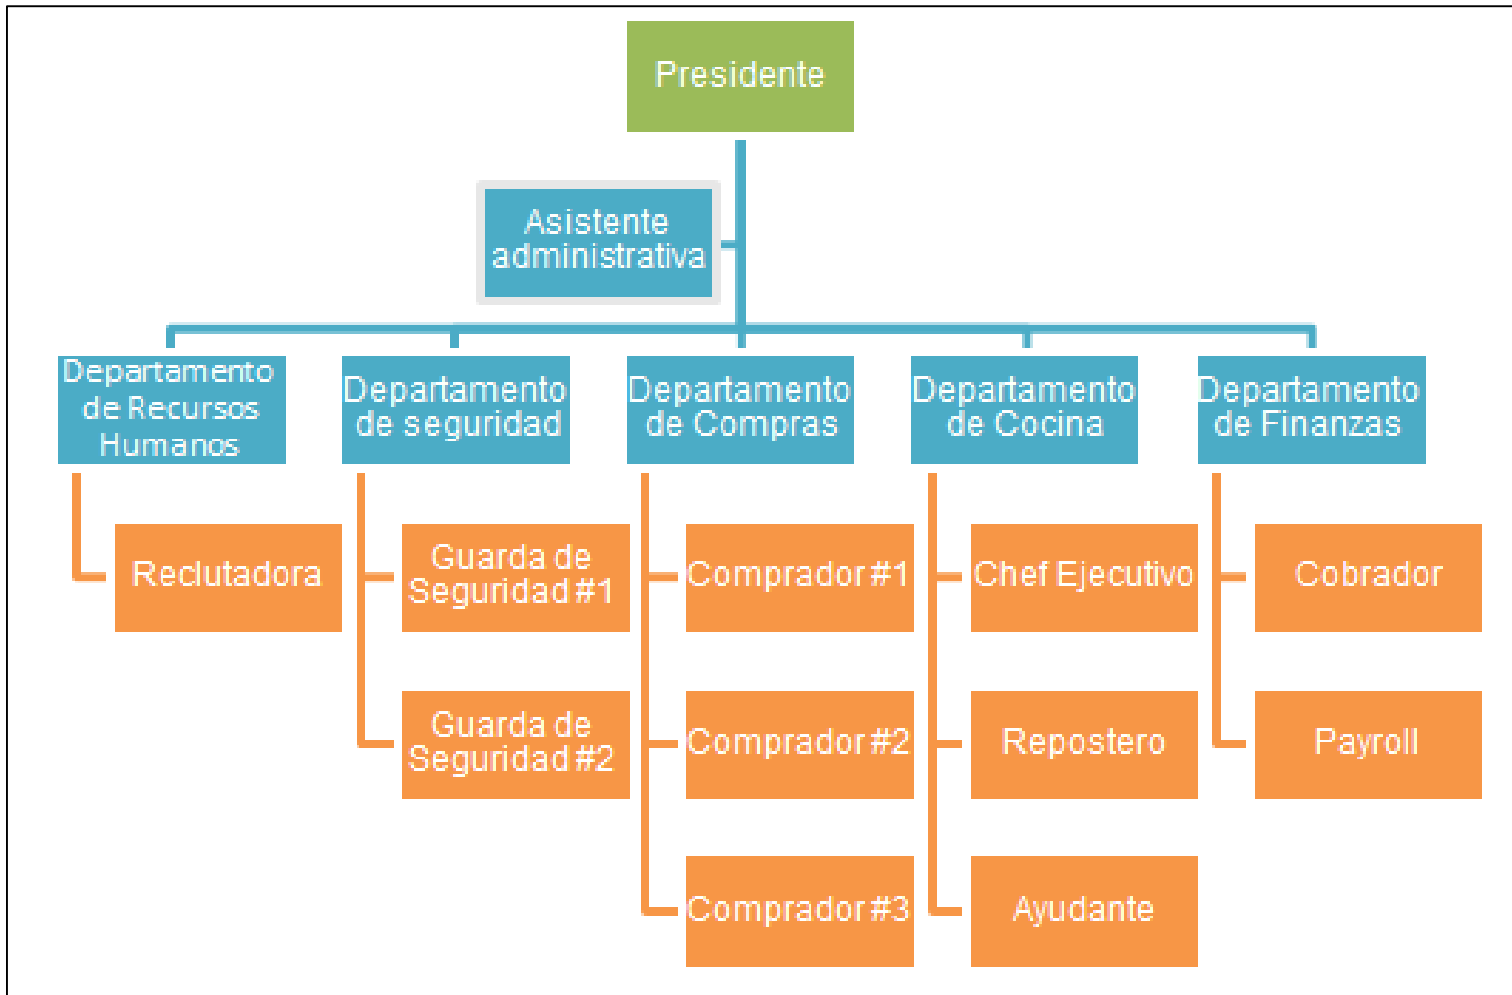 Presidente
Asistente
administrativa
Departamento
de Recursos
Humanos
Departamento
de seguridad
Departamento
de Compras
Departamento
de Cocina
Departamento
de Finanzas
Reclutadora
Guarda de
Seguridad #1
Comprador #1
Chef Ejecutivo
Cobrador
Guarda de
Seguridad #2
Comprador #2
Repostero
Payroll
Comprador #3
Ayudante